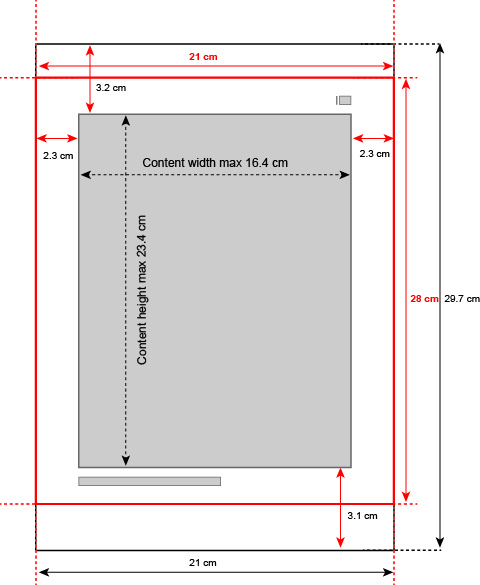 21 cm
3.2 cm
2.3 cm
2.3 cm
Content width max 16.4 cm
Content height max 23.4 cm
28 cm
29.7 cm
3.1 cm
21 cm